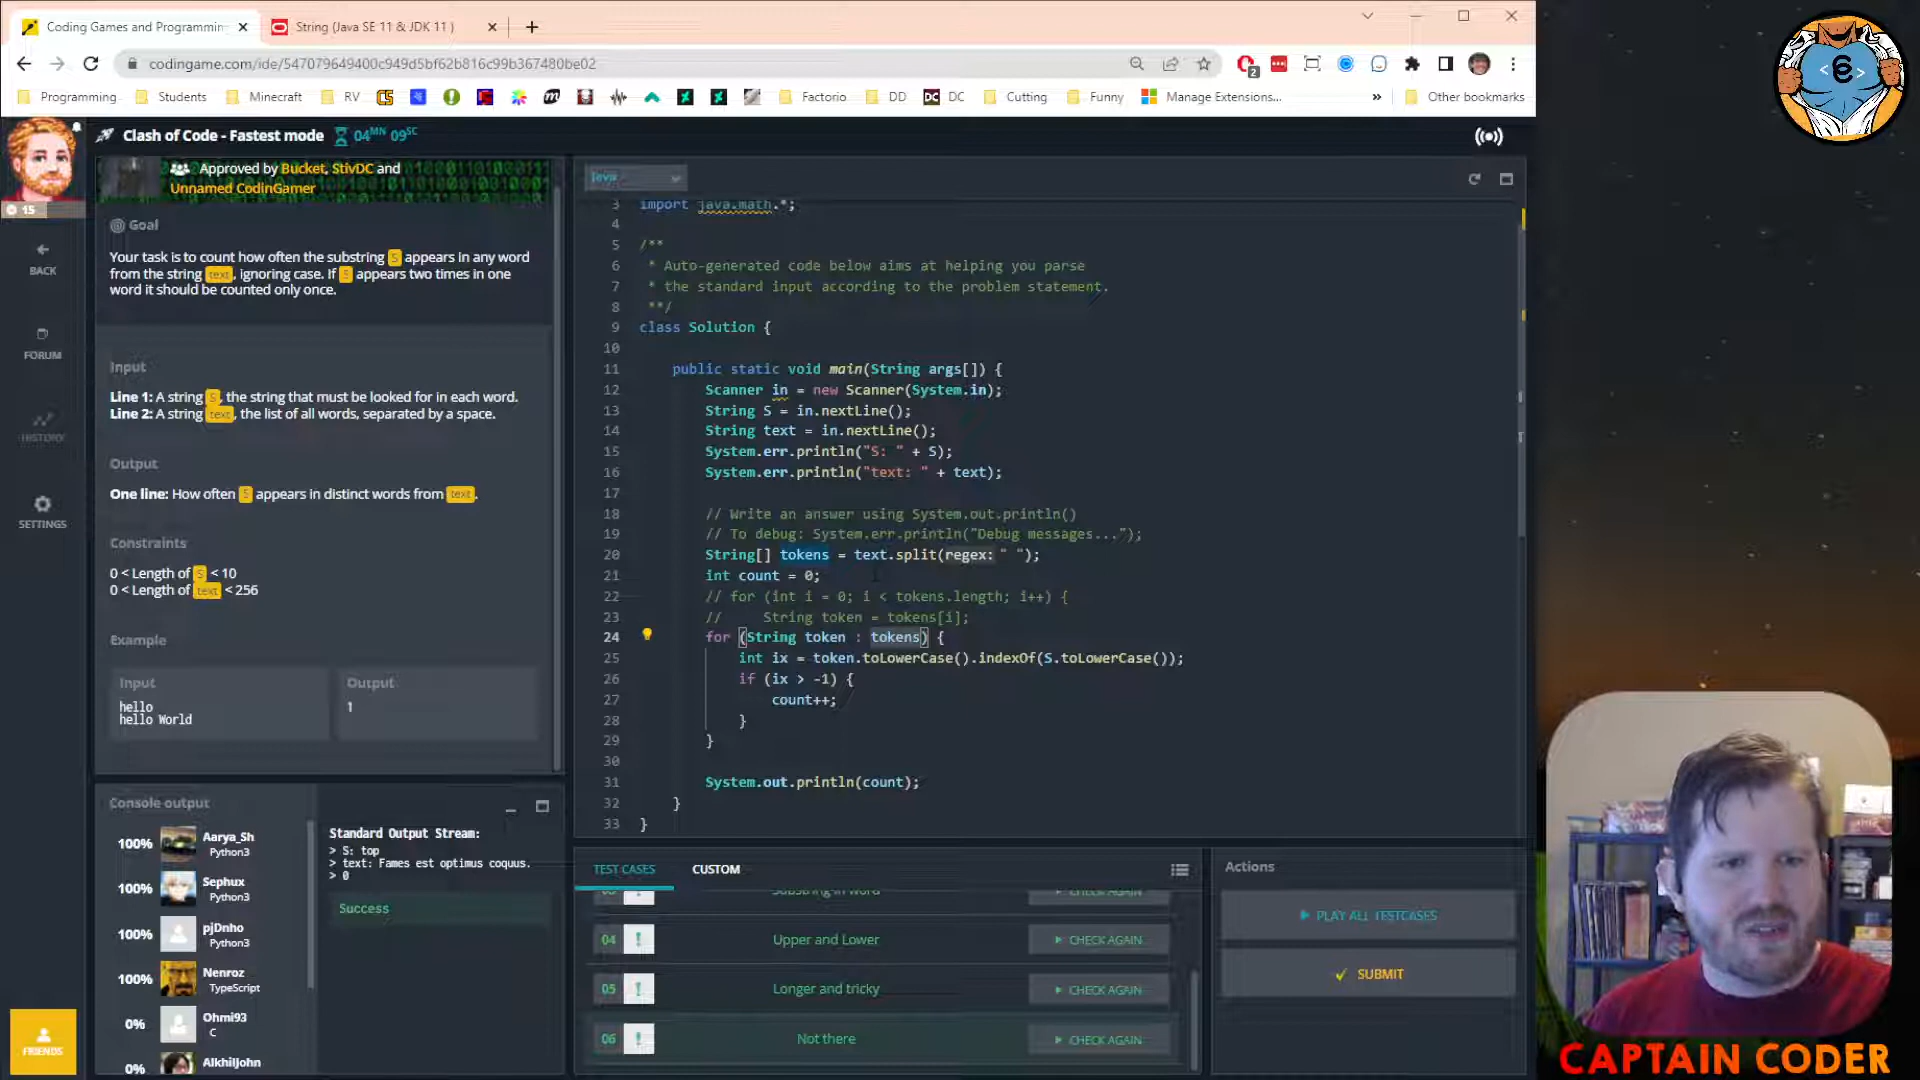 Coding Games and Programmin
String (Java SE 11 & JDK 11 )
codingame.com/ide/547079649400c949d5bf62b816c99b367480be02
2
Programming
Students
Minecraft
RV
Factorio
DD
DC
Cutting
Funny
Manage Extensions...
»
Other bookmarks
Clash of Code - Fastest mode
04MN 09SC
15
BACK
FORUM
HISTORY
SETTINGS
FRIENDS
Approved by Bucket, StivDC and
Unnamed CodinGamer
Goal
Your task is to count how often the substring S appears in any word
from the string text, ignoring case. If S appears two times in one
word it should be counted only once.
Input
Line 1: A string S, the string that must be looked for in each word.
Line 2: A string text, the list of all words, separated by a space.
Output
One line: How often S appears in distinct words from text.
Constraints
0 < Length of S < 10
0 < Length of text < 256
Example
Input
hello
hello World
Output
1
Console output
100% Aarya_Sh
Python3
100% Sephux
Python3
100% pjDnho
Python3
100% Nenroz
TypeScript
0% Ohmi93
C
0% AlkhilJohn
Standard Output Stream:
> S: top
> text: Fames est optimus coquus.
> 0
Success
Java
3 import java.math.*;
4
5 /**
6 * Auto-generated code below aims at helping you parse
7 * the standard input according to the problem statement.
8 **/
9 class Solution {
10
11 public static void main(String args[]) {
12 Scanner in = new Scanner(System.in);
13 String S = in.nextLine();
14 String text = in.nextLine();
15 System.err.println("S: " + S);
16 System.err.println("text: " + text);
17
18 // Write an answer using System.out.println()
19 // To debug: System.err.println("Debug messages...");
20 String[] tokens = text.split(regex:" ");
21 int count = 0;
22 // for (int i = 0; i < tokens.length; i++) {
23 // String token = tokens[i];
24 for (String token : tokens) {
25 int ix = token.toLowerCase().indexOf(S.toLowerCase());
26 if (ix > -1) {
27 count++;
28 }
29 }
30
31 System.out.println(count);
32 }
33 }
TEST CASES
CUSTOM
03 Substring in word CHECK AGAIN
04 Upper and Lower CHECK AGAIN
05 Longer and tricky CHECK AGAIN
06 Not there CHECK AGAIN
Actions
PLAY ALL TESTCASES
SUBMIT
CAPTAIN CODER